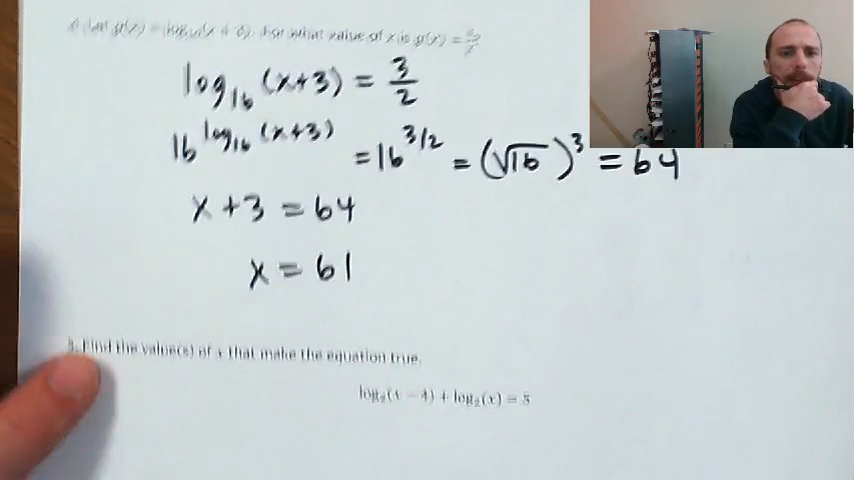 4. Let g(x) = log₁₆(x + 3). For what value of x is g(x) = 3/2
log₁₆ (x+3) = 3/2
16^(log₁₆ (x+3)) = 16^(3/2) = (√16)³ = 64
x + 3 = 64
x = 61
Find the value(s) of x that make the equation true.
log₂(x − 4) + log₂(x) = 5